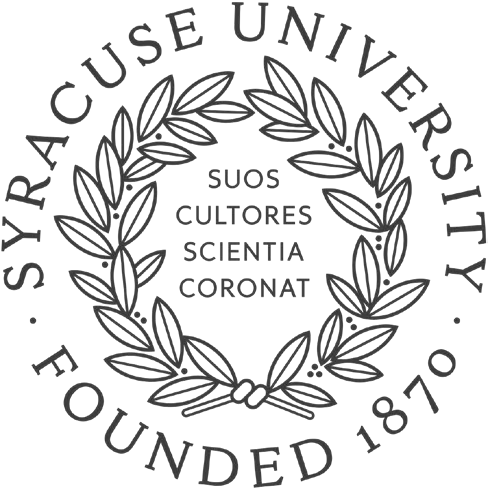 SYRACUSE UNIVERSITY
SUOS
CULTORES
SCIENTIA
CORONAT
· FOUNDED 1870 ·